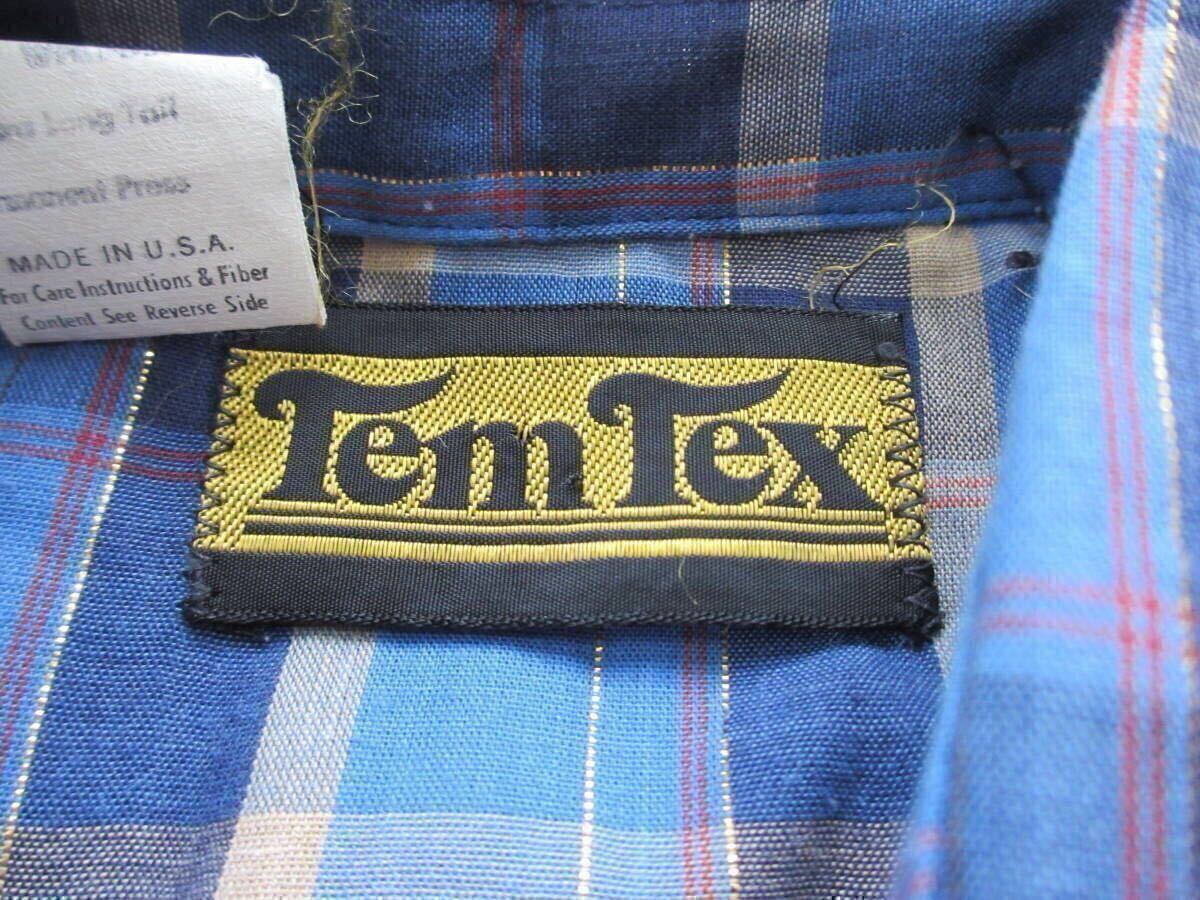 Long Tail
Permanent Press
MADE IN U.S.A.
For Care Instructions & Fiber
Content See Reverse Side
TemTex